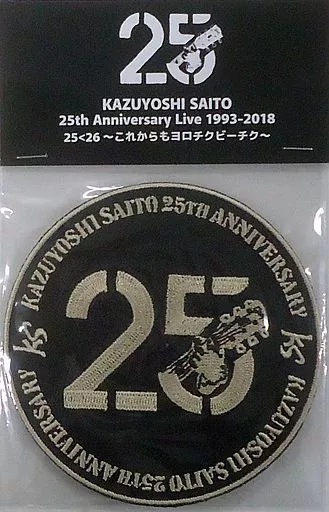 25
KAZUYOSHI SAITO
25th Anniversary Live 1993-2018
25<26 〜これからもヨロチクビーチク〜
KAZUYOSHI SAITO 25TH ANNIVERSARY
25
KS
KS
KAZUYOSHI SAITO 25TH ANNIVERSARY